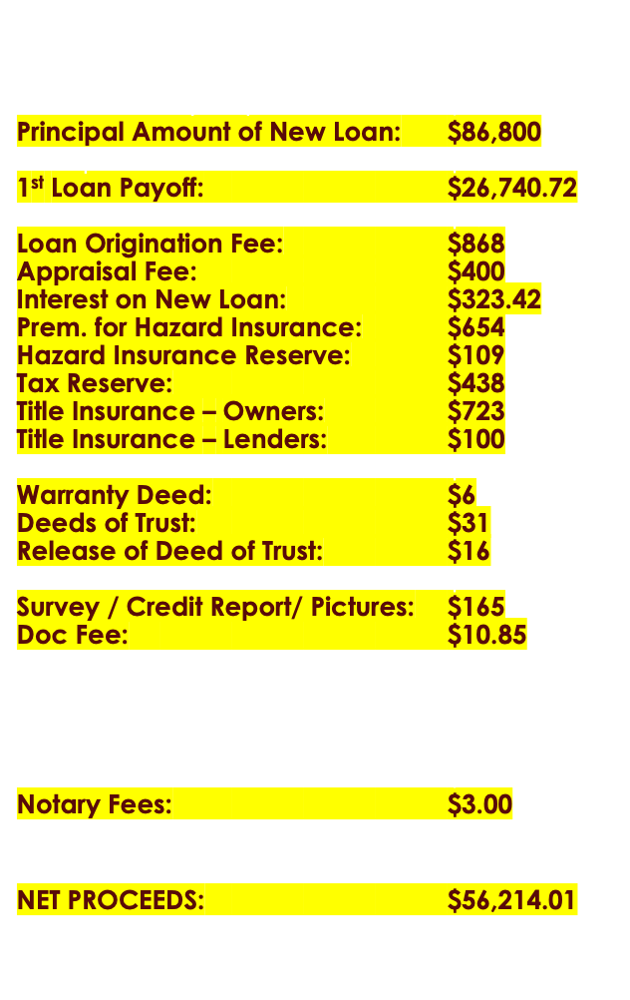 Principal Amount of New Loan: $86,800
1st Loan Payoff: $26,740.72
Loan Origination Fee: $868
Appraisal Fee: $400
Interest on New Loan: $323.42
Prem. for Hazard Insurance: $654
Hazard Insurance Reserve: $109
Tax Reserve: $438
Title Insurance – Owners: $723
Title Insurance – Lenders: $100
Warranty Deed: $6
Deeds of Trust: $31
Release of Deed of Trust: $16
Survey / Credit Report/ Pictures: $165
Doc Fee: $10.85
Notary Fees: $3.00
NET PROCEEDS: $56,214.01